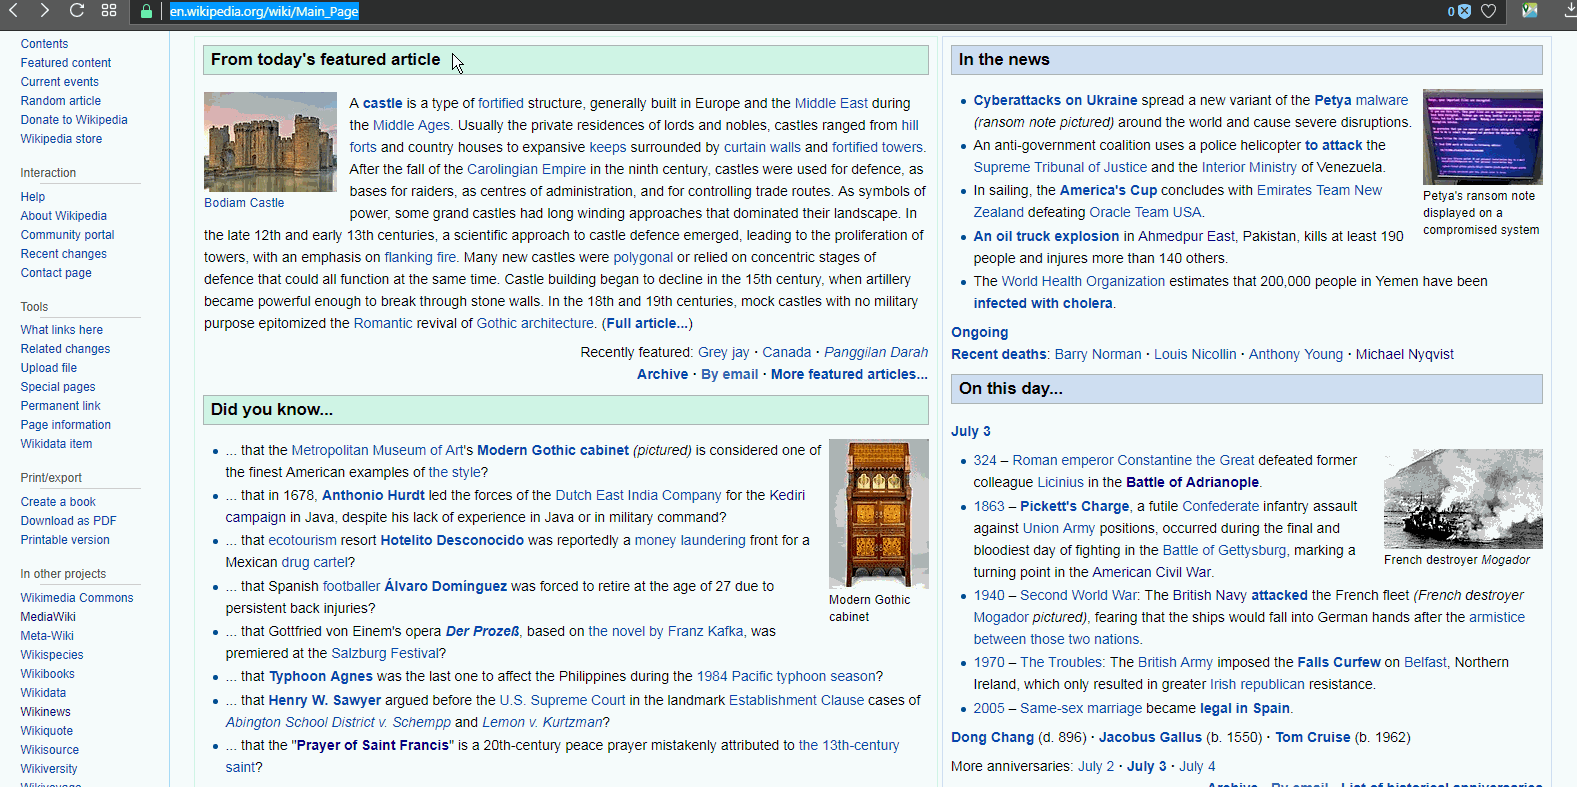 en.wikipedia.org/wiki/Main_Page
0
Contents
Featured content
Current events
Random article
Donate to Wikipedia
Wikipedia store
Interaction
Help
About Wikipedia
Community portal
Recent changes
Contact page
Tools
What links here
Related changes
Upload file
Special pages
Permanent link
Page information
Wikidata item
Print/export
Create a book
Download as PDF
Printable version
In other projects
Wikimedia Commons
MediaWiki
Meta-Wiki
Wikispecies
Wikibooks
Wikidata
Wikinews
Wikiquote
Wikisource
Wikiversity
Wikivoyage
From today's featured article
A castle is a type of fortified structure, generally built in Europe and the Middle East during
the Middle Ages. Usually the private residences of lords and nobles, castles ranged from hill
forts and country houses to expansive keeps surrounded by curtain walls and fortified towers.
After the fall of the Carolingian Empire in the ninth century, castles were used for defence, as
bases for raiders, as centres of administration, and for controlling trade routes. As symbols of
Bodiam Castle
power, some grand castles had long winding approaches that dominated their landscape. In
the late 12th and early 13th centuries, a scientific approach to castle defence emerged, leading to the proliferation of
towers, with an emphasis on flanking fire. Many new castles were polygonal or relied on concentric stages of
defence that could all function at the same time. Castle building began to decline in the 15th century, when artillery
became powerful enough to break through stone walls. In the 18th and 19th centuries, mock castles with no military
purpose epitomized the Romantic revival of Gothic architecture. (Full article...)
Recently featured: Grey jay · Canada · Panggilan Darah
Archive · By email · More featured articles...
Did you know...
... that the Metropolitan Museum of Art's Modern Gothic cabinet (pictured) is considered one of
the finest American examples of the style?
... that in 1678, Anthonio Hurdt led the forces of the Dutch East India Company for the Kediri
campaign in Java, despite his lack of experience in Java or in military command?
... that ecotourism resort Hotelito Desconocido was reportedly a money laundering front for a
Mexican drug cartel?
... that Spanish footballer Álvaro Domínguez was forced to retire at the age of 27 due to
persistent back injuries?
Modern Gothic
cabinet
... that Gottfried von Einem's opera Der Prozeß, based on the novel by Franz Kafka, was
premiered at the Salzburg Festival?
... that Typhoon Agnes was the last one to affect the Philippines during the 1984 Pacific typhoon season?
... that Henry W. Sawyer argued before the U.S. Supreme Court in the landmark Establishment Clause cases of
Abington School District v. Schempp and Lemon v. Kurtzman?
... that the "Prayer of Saint Francis" is a 20th-century peace prayer mistakenly attributed to the 13th-century
saint?
In the news
Cyberattacks on Ukraine spread a new variant of the Petya malware
(ransom note pictured) around the world and cause severe disruptions.
An anti-government coalition uses a police helicopter to attack the
Supreme Tribunal of Justice and the Interior Ministry of Venezuela.
In sailing, the America's Cup concludes with Emirates Team New
Zealand defeating Oracle Team USA.
Petya's ransom note
displayed on a
compromised system
An oil truck explosion in Ahmedpur East, Pakistan, kills at least 190
people and injures more than 140 others.
The World Health Organization estimates that 200,000 people in Yemen have been
infected with cholera.
Ongoing
Recent deaths: Barry Norman · Louis Nicollin · Anthony Young · Michael Nyqvist
On this day...
July 3
324 – Roman emperor Constantine the Great defeated former
colleague Licinius in the Battle of Adrianople.
1863 – Pickett's Charge, a futile Confederate infantry assault
against Union Army positions, occurred during the final and
bloodiest day of fighting in the Battle of Gettysburg, marking a
turning point in the American Civil War.
French destroyer Mogador
1940 – Second World War: The British Navy attacked the French fleet (French destroyer
Mogador pictured), fearing that the ships would fall into German hands after the armistice
between those two nations.
1970 – The Troubles: The British Army imposed the Falls Curfew on Belfast, Northern
Ireland, which only resulted in greater Irish republican resistance.
2005 – Same-sex marriage became legal in Spain.
Dong Chang (d. 896) · Jacobus Gallus (b. 1550) · Tom Cruise (b. 1962)
More anniversaries: July 2 · July 3 · July 4
Archive · By email · List of historical anniversaries